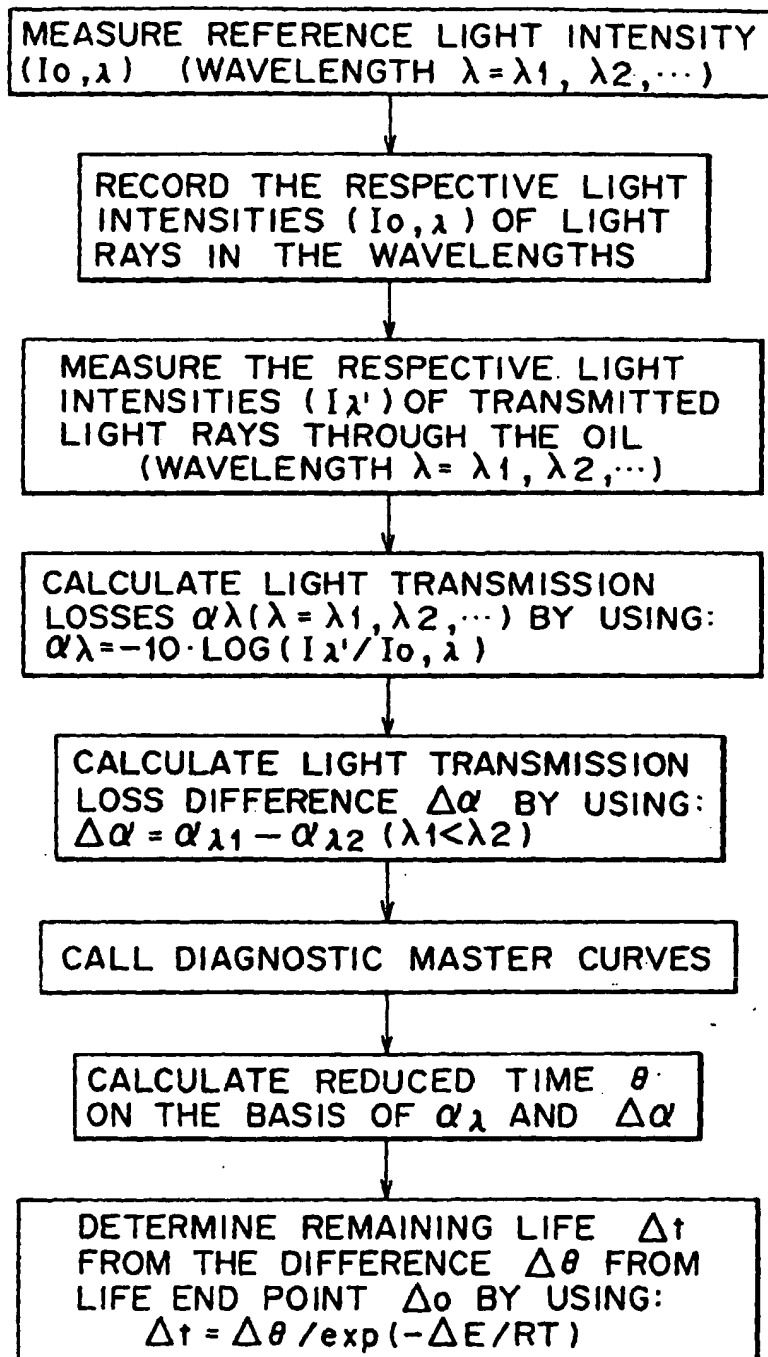 MEASURE REFERENCE LIGHT INTENSITY
(Io,λ) (WAVELENGTH λ=λ1, λ2,···)
RECORD THE RESPECTIVE LIGHT
INTENSITIES (Io,λ) OF LIGHT
RAYS IN THE WAVELENGTHS
MEASURE THE RESPECTIVE. LIGHT
INTENSITIES (Iλ') OF TRANSMITTED
LIGHT RAYS THROUGH THE OIL
(WAVELENGTH λ= λ1, λ2,···)
CALCULATE LIGHT TRANSMISSION
LOSSES αλ(λ=λ1,λ2,···) BY USING:
αλ=-10·LOG(Iλ'/Io,λ)
CALCULATE LIGHT TRANSMISSION
LOSS DIFFERENCE Δα BY USING:
Δα=αλ1-αλ2 (λ1<λ2)
CALL DIAGNOSTIC MASTER CURVES
CALCULATE REDUCED TIME θ
ON THE BASIS OF αλ AND Δα
DETERMINE REMAINING LIFE Δt
FROM THE DIFFERENCE Δθ FROM
LIFE END POINT Δo BY USING:
Δt=Δθ/exp(-ΔE/RT)